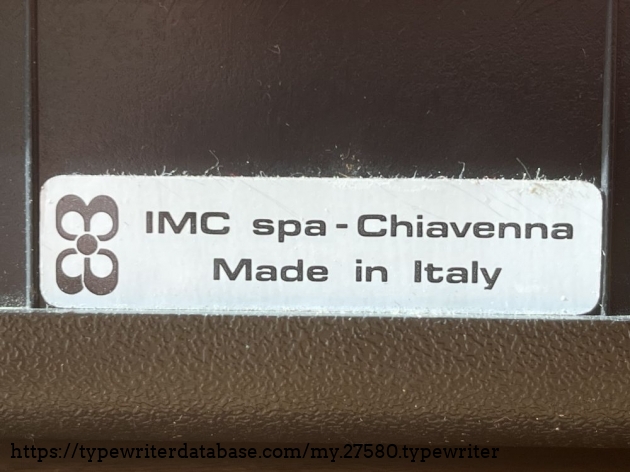 IMC spa - Chiavenna
Made in Italy
https://typewriterdatabase.com/my.27580.typewriter